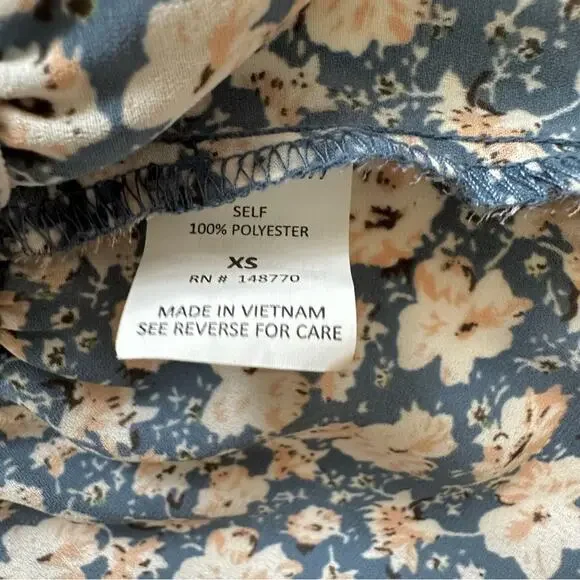 SELF
100% POLYESTER
XS
RN # 148770
MADE IN VIETNAM
SEE REVERSE FOR CARE